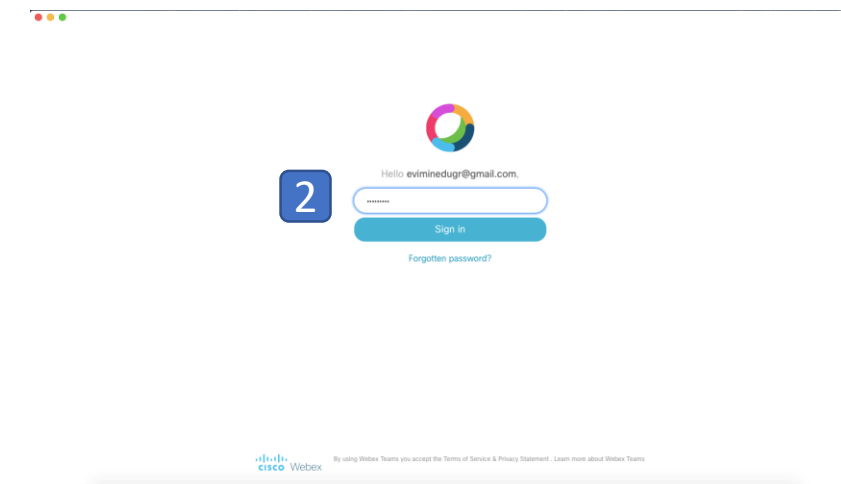 Hello eviminedugr@gmail.com,
2
Sign in
Forgotten password?
CISCO Webex
By using Webex Teams you accept the Terms of Service & Privacy Statement . Learn more about Webex Teams